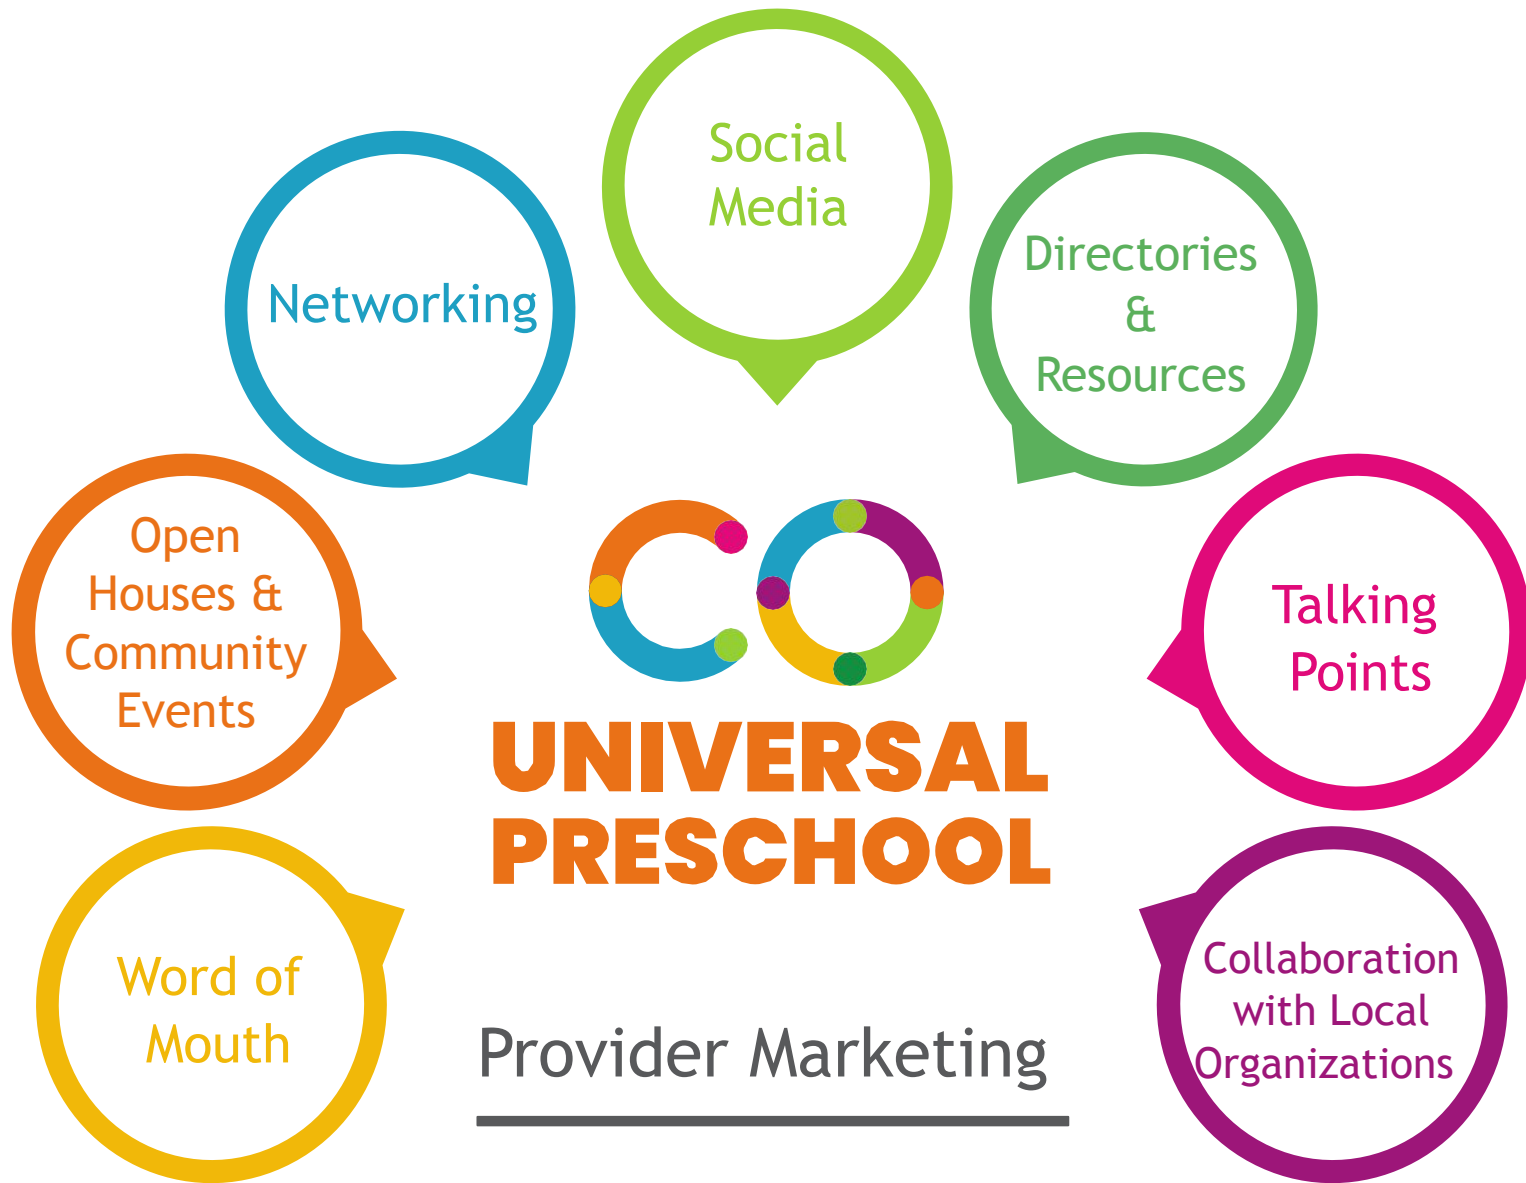 Social
Media
Networking
Directories
&
Resources
Open
Houses &
Community
Events
Talking
Points
CO
UNIVERSAL
PRESCHOOL
Word of
Mouth
Collaboration
with Local
Organizations
Provider Marketing